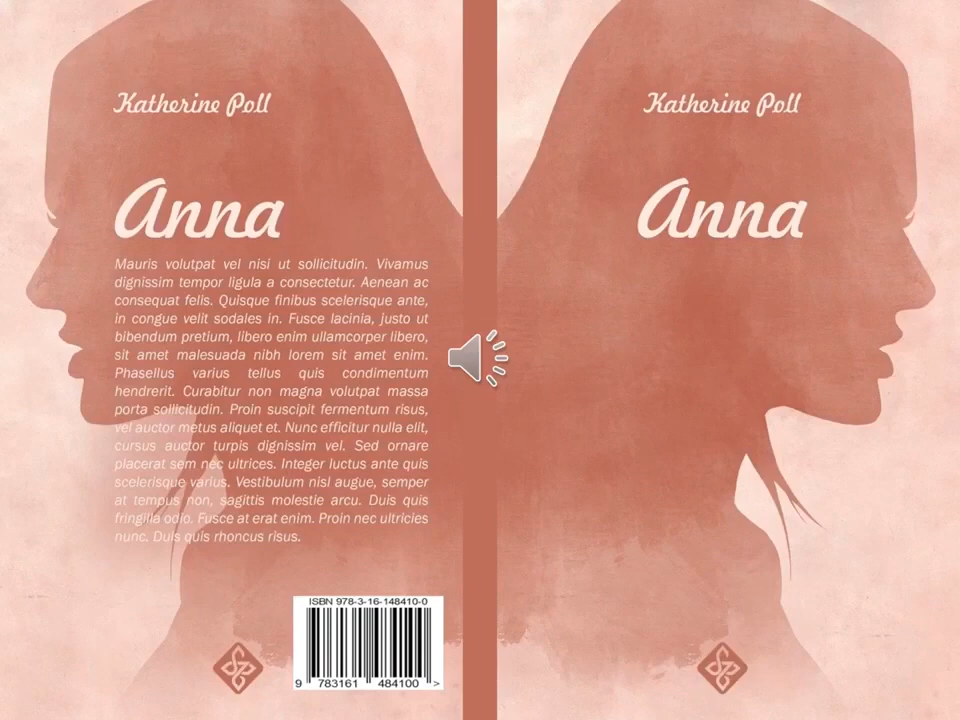 Katherine Poll
Anna
Mauris volutpat vel nisi ut sollicitudin. Vivamus
dignissim tempor ligula a consectetur. Aenean ac
consequat felis. Quisque finibus scelerisque ante,
in congue velit sodales in. Fusce lacinia, justo ut
bibendum pretium, libero enim ullamcorper libero,
sit amet malesuada nibh lorem sit amet enim.
Phasellus varius tellus quis condimentum
hendrerit. Curabitur non magna volutpat massa
porta sollicitudin. Proin suscipit fermentum risus,
vel auctor metus aliquet et. Nunc efficitur nulla elit,
cursus auctor turpis dignissim vel. Sed ornare
placerat sem nec ultrices. Integer luctus ante quis
scelerisque varius. Vestibulum nisl augue, semper
at tempus non, sagittis molestie arcu. Duis quis
fringilla odio. Fusce at erat enim. Proin nec ultricies
nunc. Duis quis rhoncus risus.
ISBN 978-3-16-148410-0
9 783161 484100 >
Katherine Poll
Anna